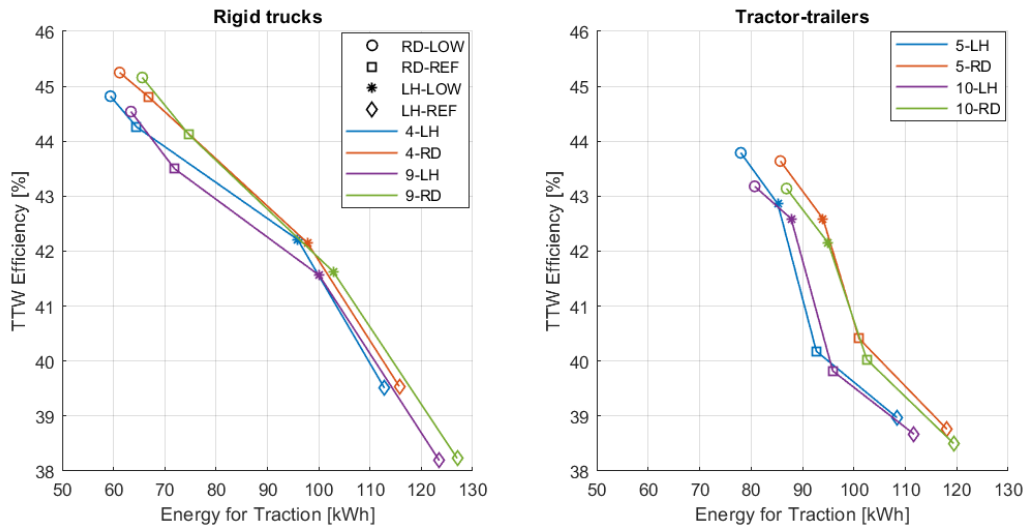 Rigid trucks
46
45
44
43
42
41
40
39
38
TTW Efficiency [%]
50 60 70 80 90 100 110 120 130
Energy for Traction [kWh]
RD-LOW
RD-REF
LH-LOW
LH-REF
4-LH
4-RD
9-LH
9-RD
Tractor-trailers
46
45
44
43
42
41
40
39
38
TTW Efficiency [%]
50 60 70 80 90 100 110 120 130
Energy for Traction [kWh]
5-LH
5-RD
10-LH
10-RD